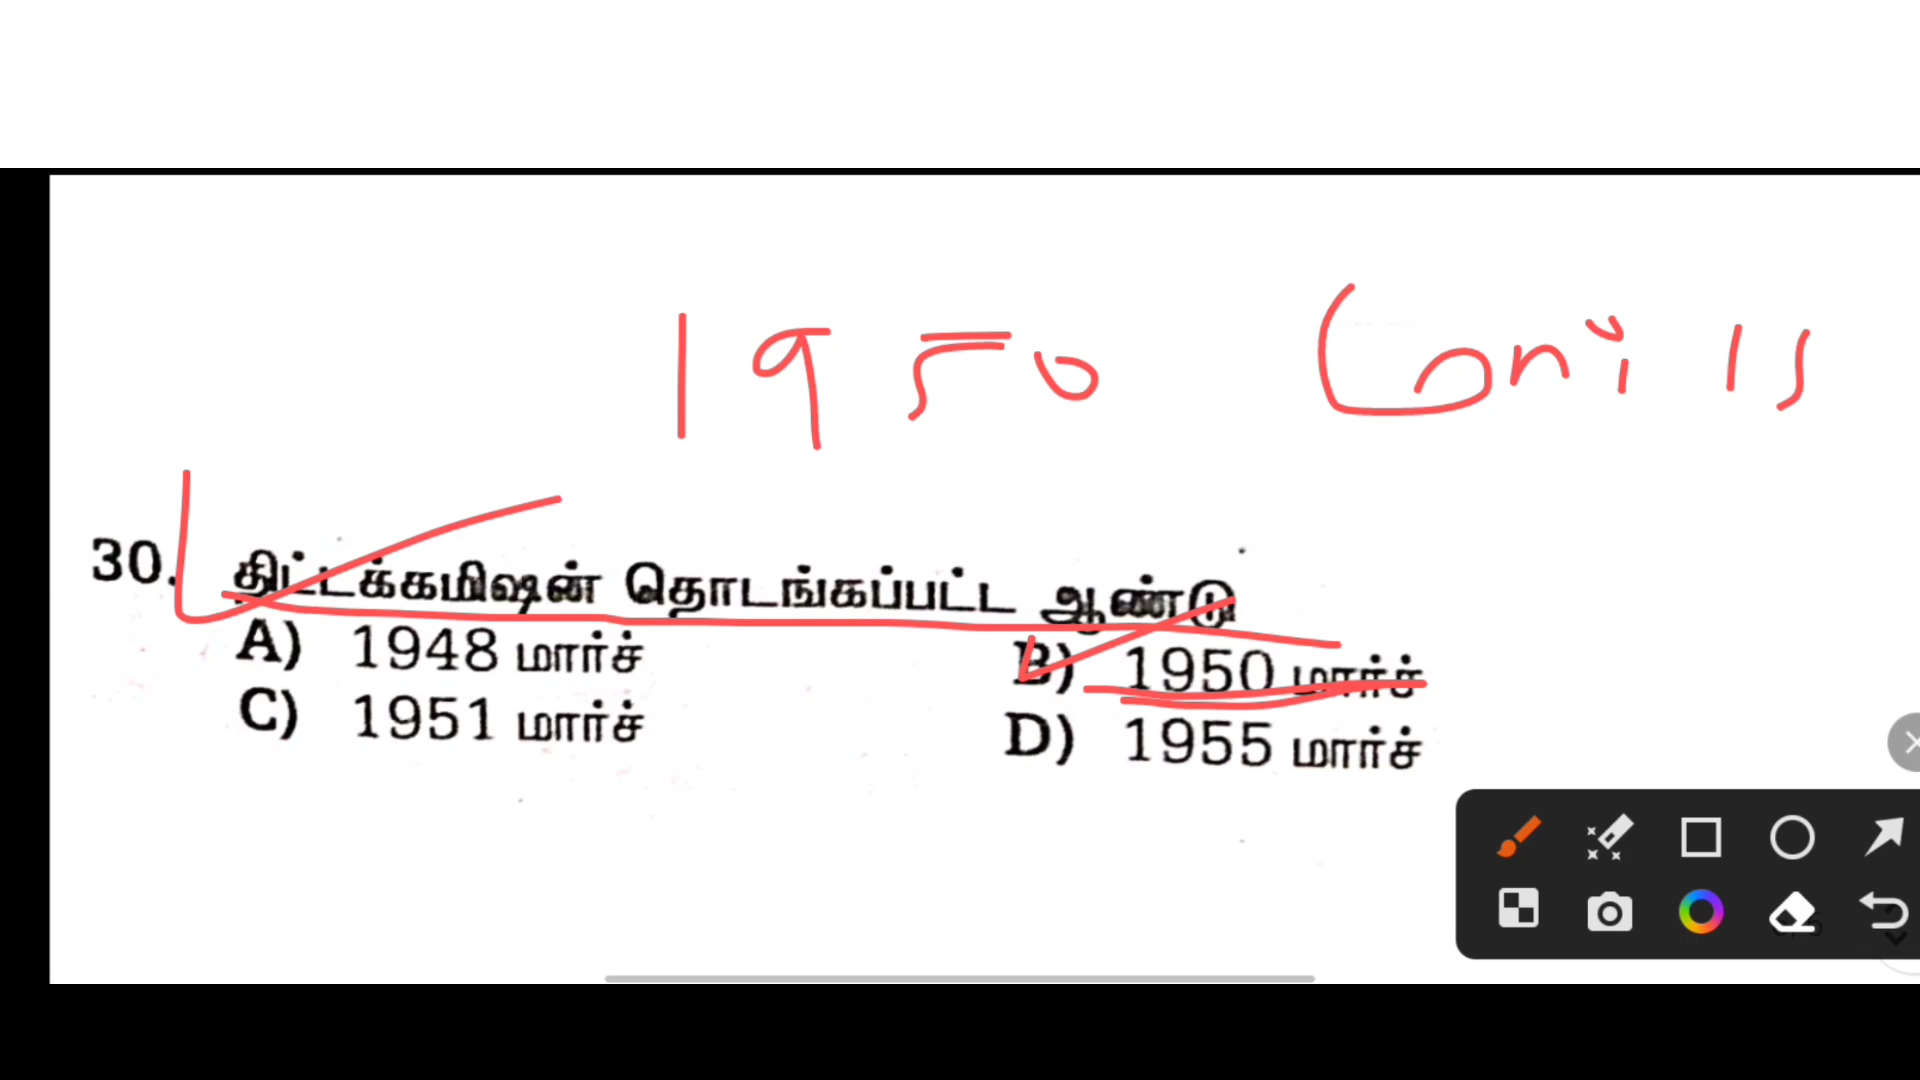 1950 மார் 15
30. திட்டக்கமிஷன் தொடங்கப்பட்ட ஆண்டு
A) 1948 மார்ச் B) 1950 மார்ச்
C) 1951 மார்ச் D) 1955 மார்ச்